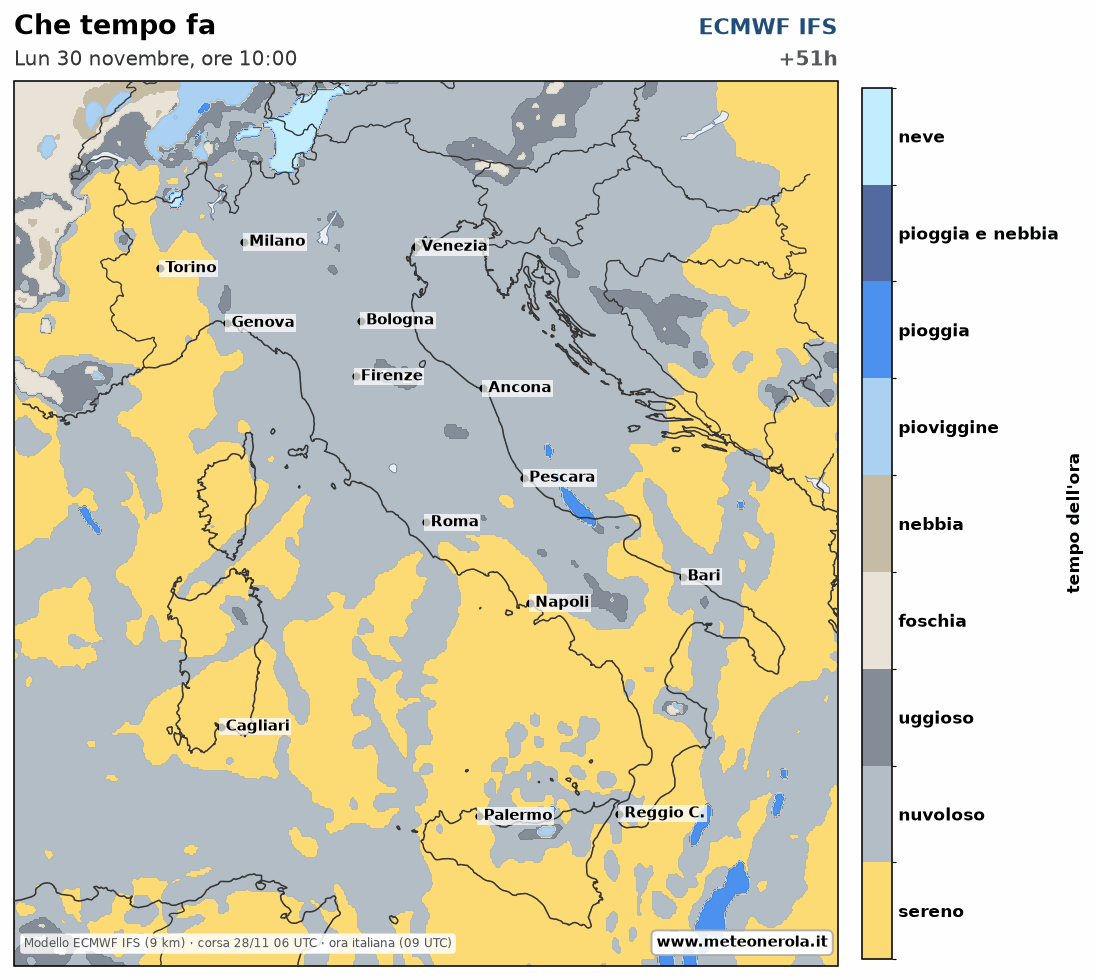 Che tempo fa
ECMWF IFS
Lun 30 novembre, ore 10:00
+51h
neve
pioggia e nebbia
pioggia
pioviggine
nebbia
foschia
uggioso
nuvoloso
sereno
tempo dell'ora
Milano
Venezia
Torino
Genova
Bologna
Firenze
Ancona
Pescara
Roma
Bari
Napoli
Cagliari
Palermo
Reggio C.
Modello ECMWF IFS (9 km) · corsa 28/11 06 UTC · ora italiana (09 UTC)
www.meteonerola.it